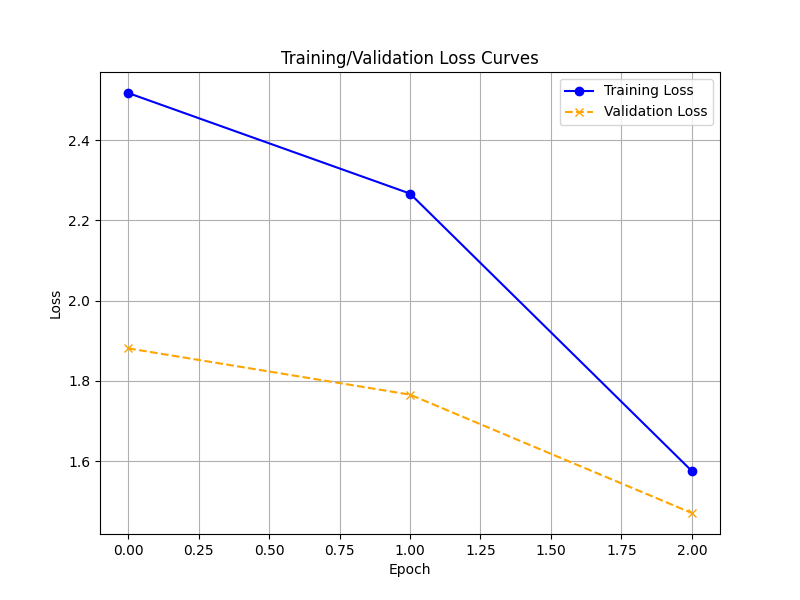 Training/Validation Loss Curves
Training Loss
Validation Loss
2.4
2.2
2.0
1.8
1.6
Loss
0.00 0.25 0.50 0.75 1.00 1.25 1.50 1.75 2.00
Epoch